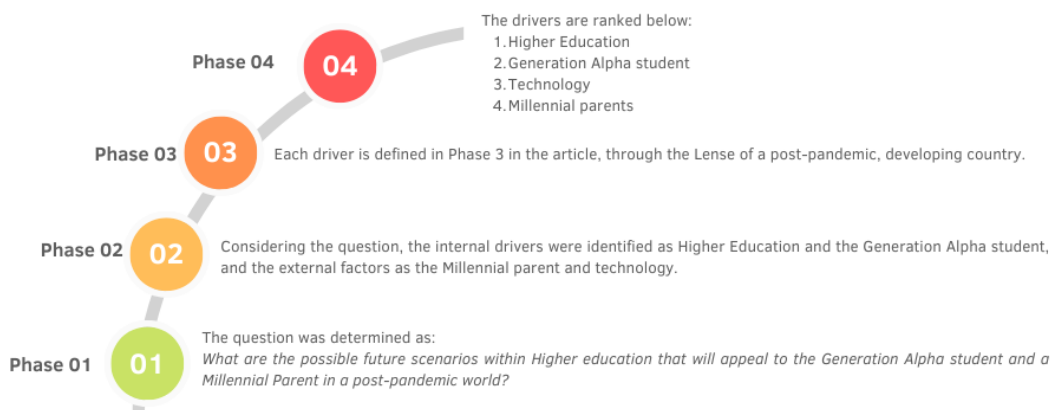 The drivers are ranked below:
1. Higher Education
2. Generation Alpha student
3. Technology
4. Millennial parents
Phase 04
04
Phase 03
03
Each driver is defined in Phase 3 in the article, through the Lense of a post-pandemic, developing country.
Phase 02
02
Considering the question, the internal drivers were identified as Higher Education and the Generation Alpha student,
and the external factors as the Millennial parent and technology.
Phase 01
01
The question was determined as:
What are the possible future scenarios within Higher education that will appeal to the Generation Alpha student and a
Millennial Parent in a post-pandemic world?